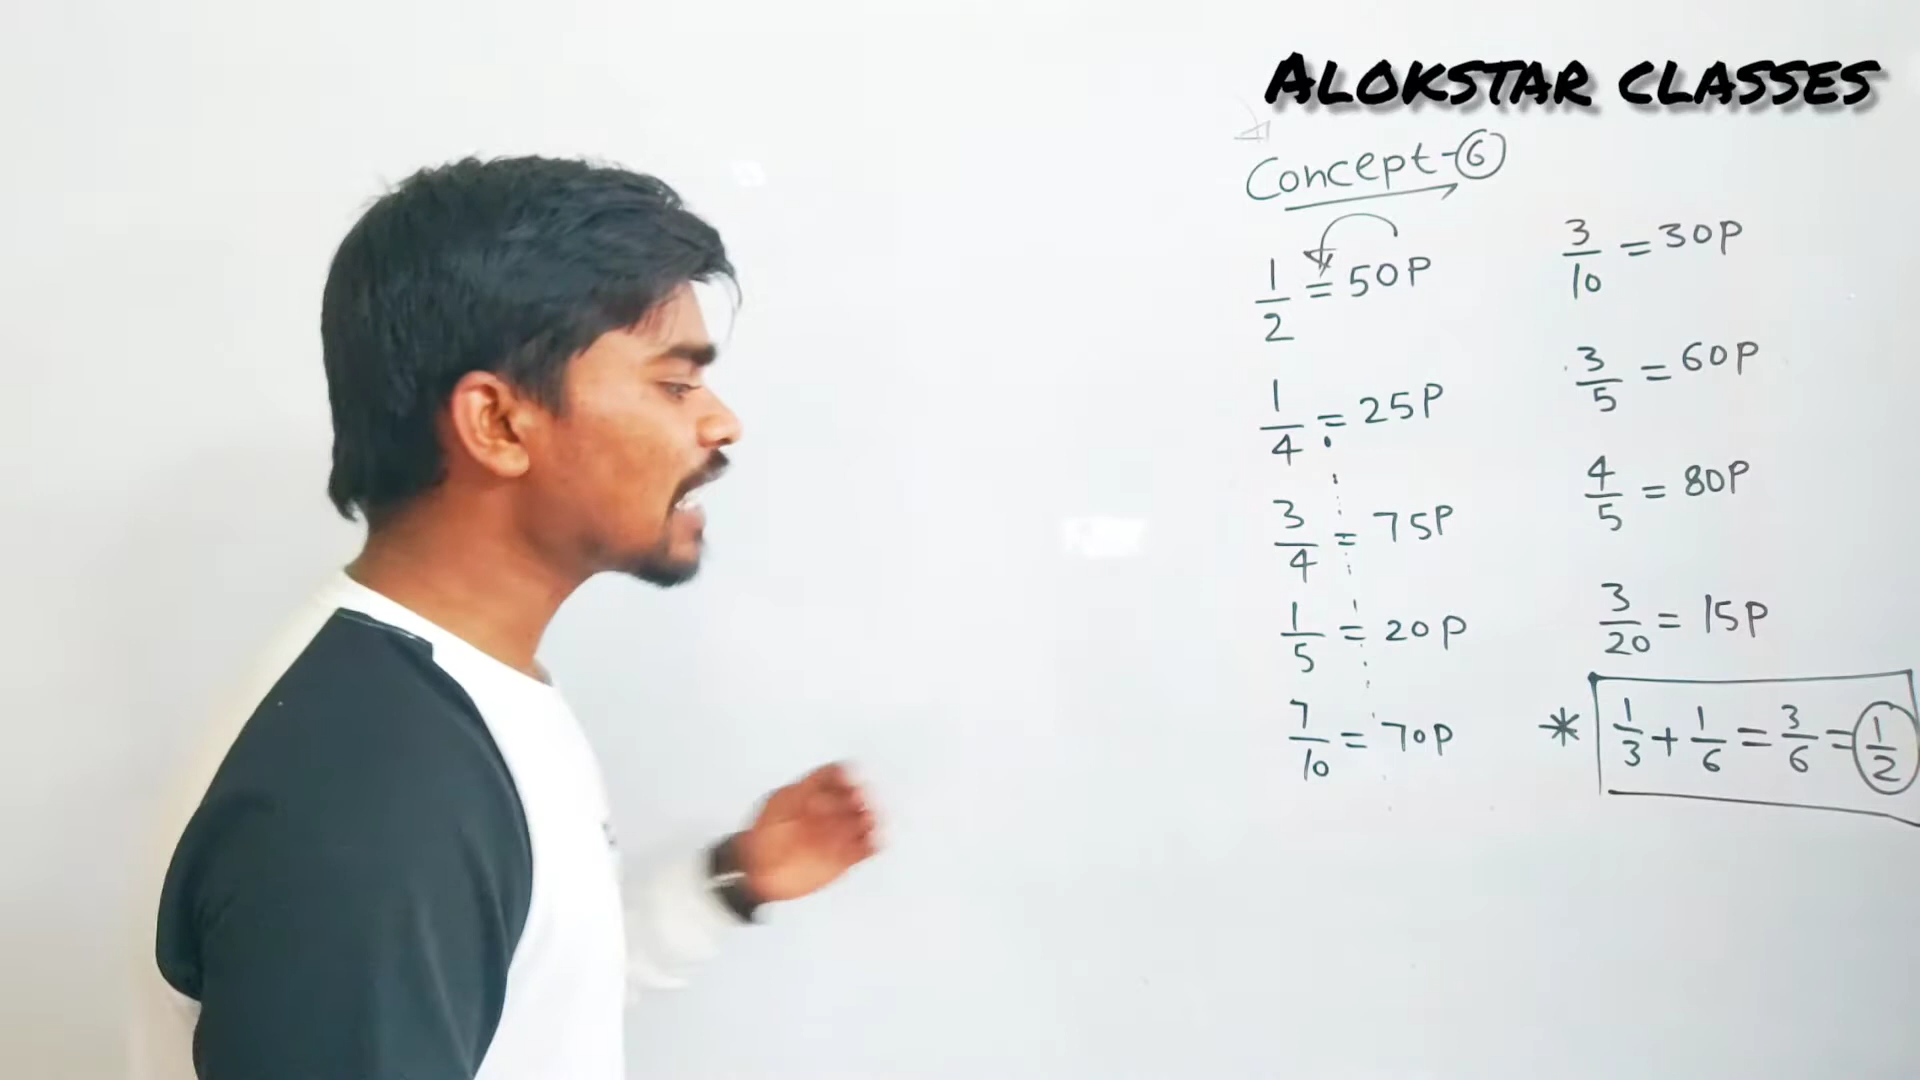 ALOKSTAR CLASSES
Concept-6
1/2 = 50P
1/4 = 25P
3/4 = 75P
1/5 = 20P
7/10 = 70P
3/10 = 30P
3/5 = 60P
4/5 = 80P
3/20 = 15P
* 1/3 + 1/6 = 3/6 = 1/2